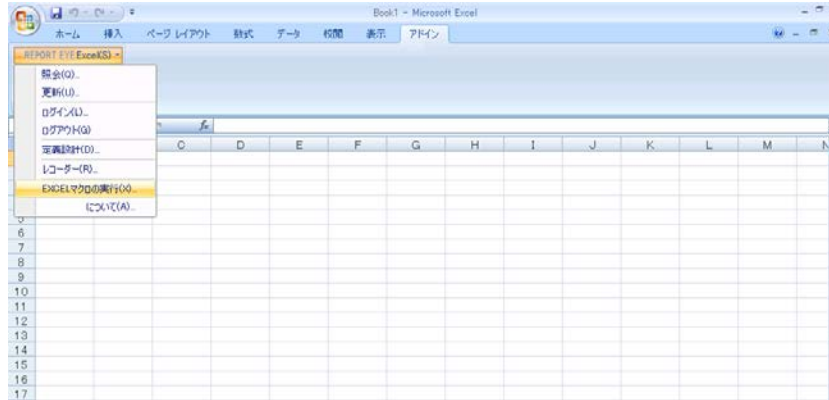 Book1 - Microsoft Excel
ホーム 挿入 ページ レイアウト 数式 データ 校閲 表示 アドイン
REPORT EYE Excel(S)
照会(Q)...
更新(U)...
ログイン(L)...
ログアウト(O)
定義設計(D)...
レコーダー(R)...
EXCELマクロの実行(X)...
について(A)...
fx
C D E F G H I J K L M N
5
6
7
8
9
10
11
12
13
14
15
16
17